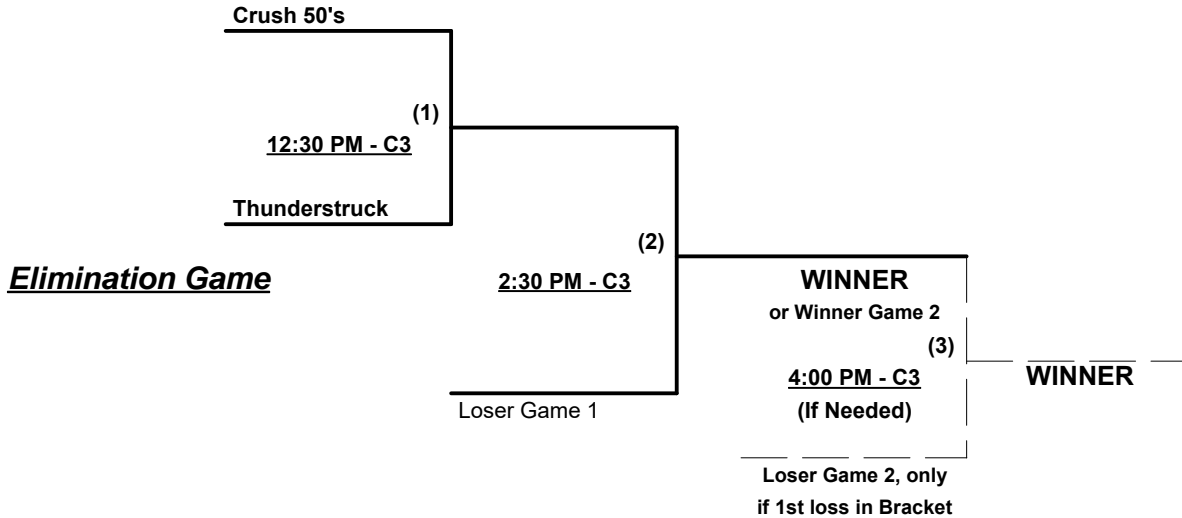 Crush 50's
(1)
12:30 PM - C3
Thunderstruck
(2)
Elimination Game
2:30 PM - C3
WINNER
or Winner Game 2
(3)
4:00 PM - C3
WINNER
(If Needed)
Loser Game 1
Loser Game 2, only
if 1st loss in Bracket